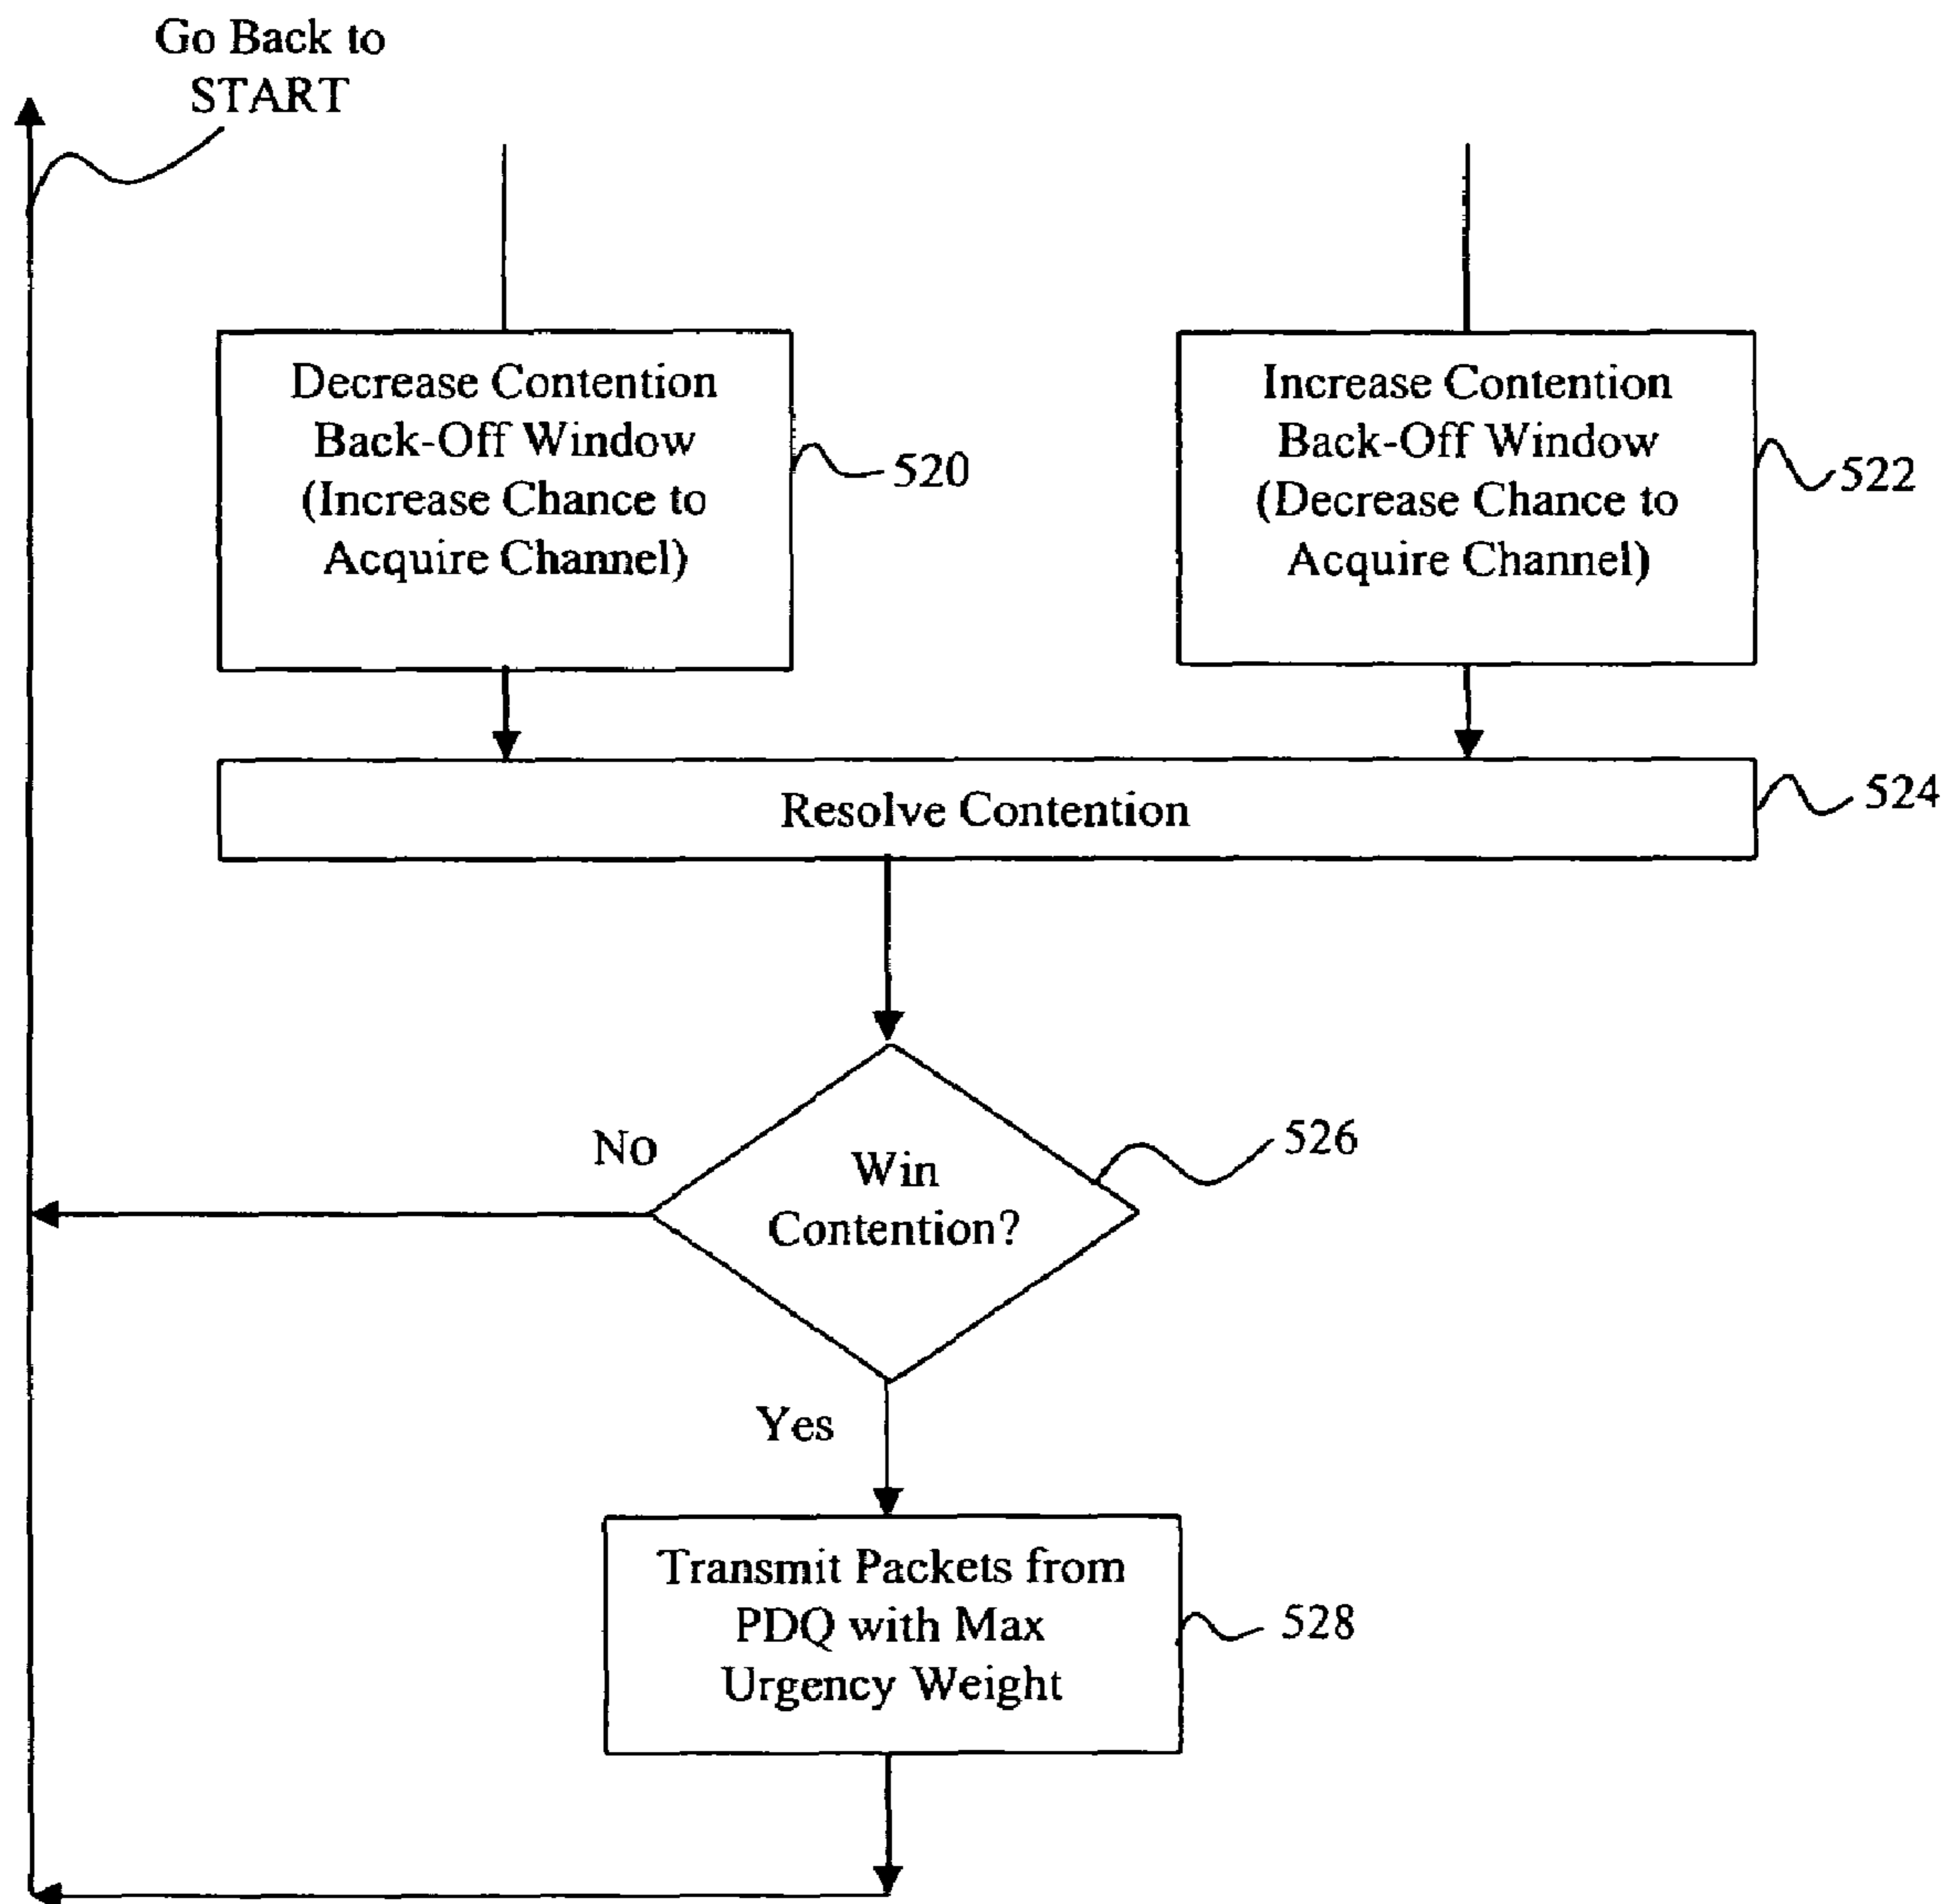 Go Back to
START
Decrease Contention
Back-Off Window
(Increase Chance to
Acquire Channel)
520
Increase Contention
Back-Off Window
(Decrease Chance to
Acquire Channel)
522
Resolve Contention
524
No
Win
Contention?
526
Yes
Transmit Packets from
PDQ with Max
Urgency Weight
528